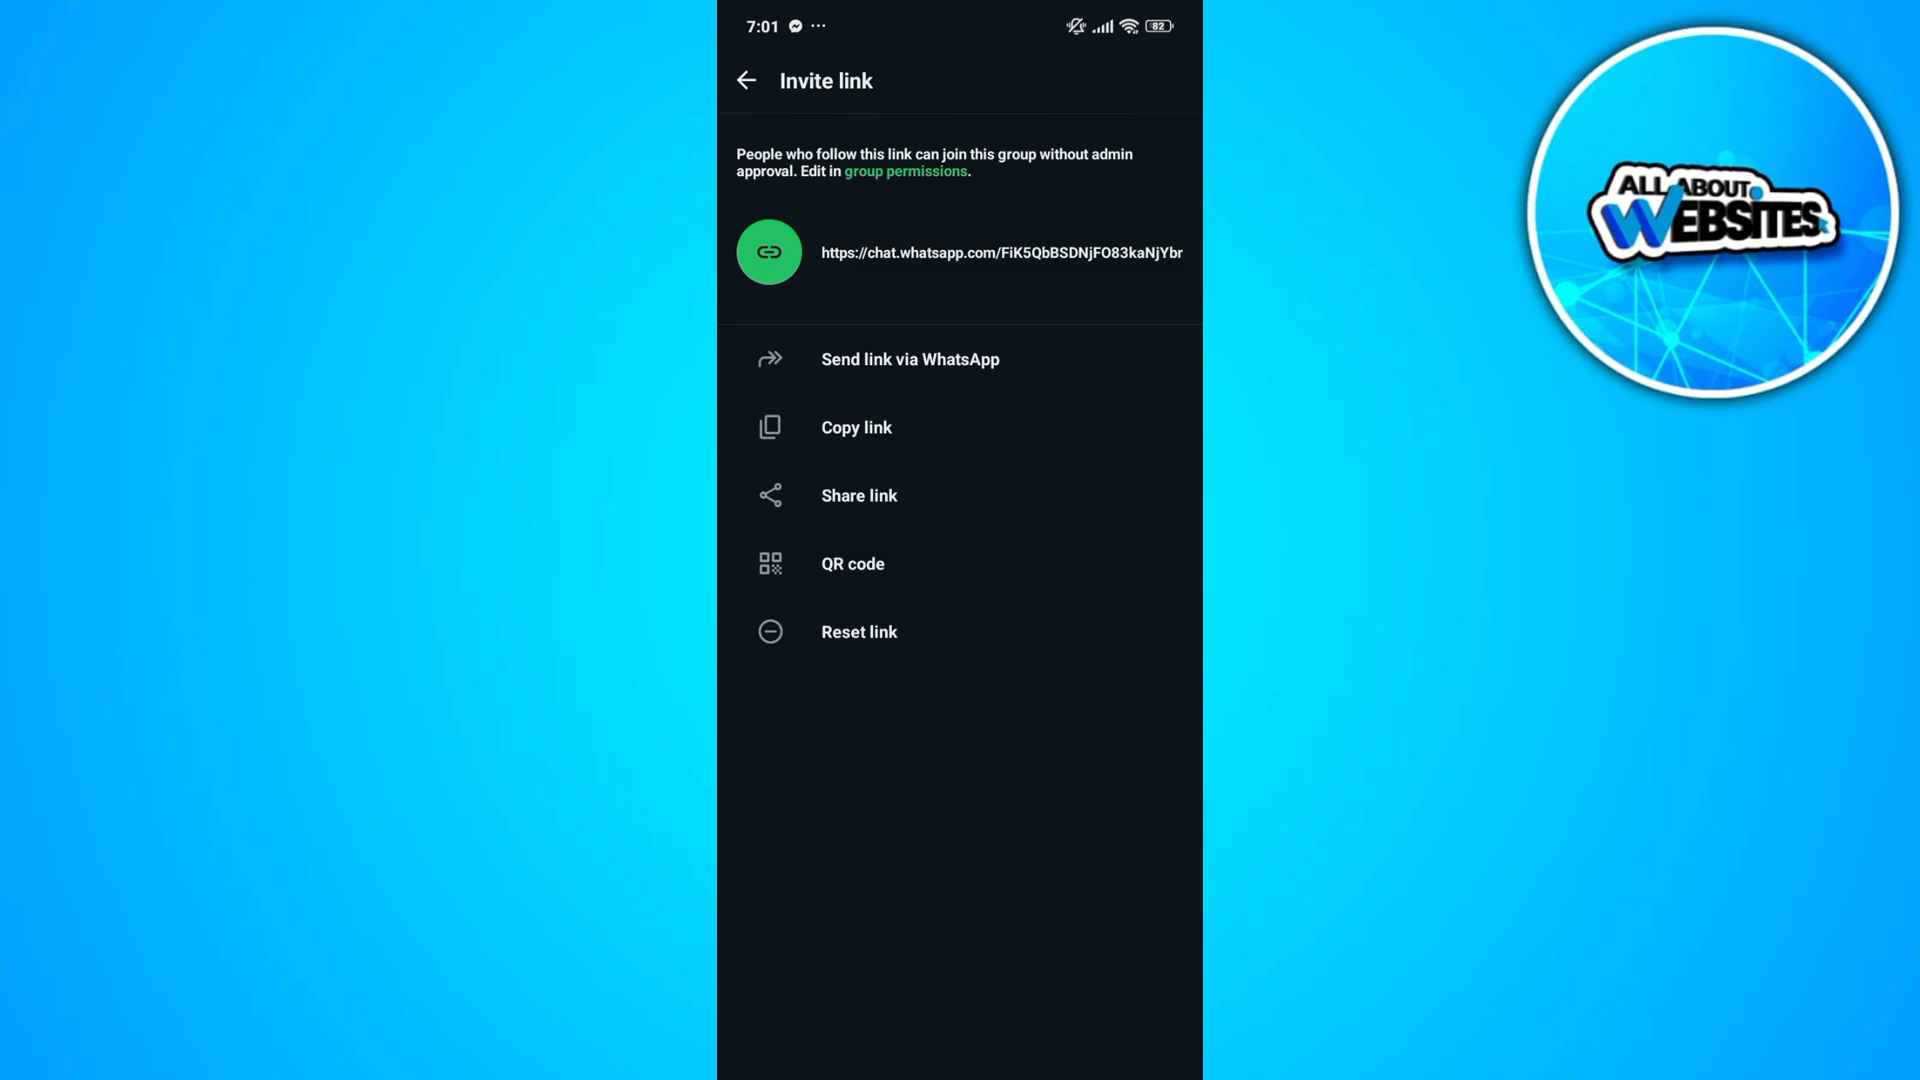 7:01
82
Invite link
People who follow this link can join this group without admin
approval. Edit in group permissions.
https://chat.whatsapp.com/FiK5QbBSDNjFO83kaNjYbr
Send link via WhatsApp
Copy link
Share link
QR code
Reset link
ALL ABOUT
WEBSITES